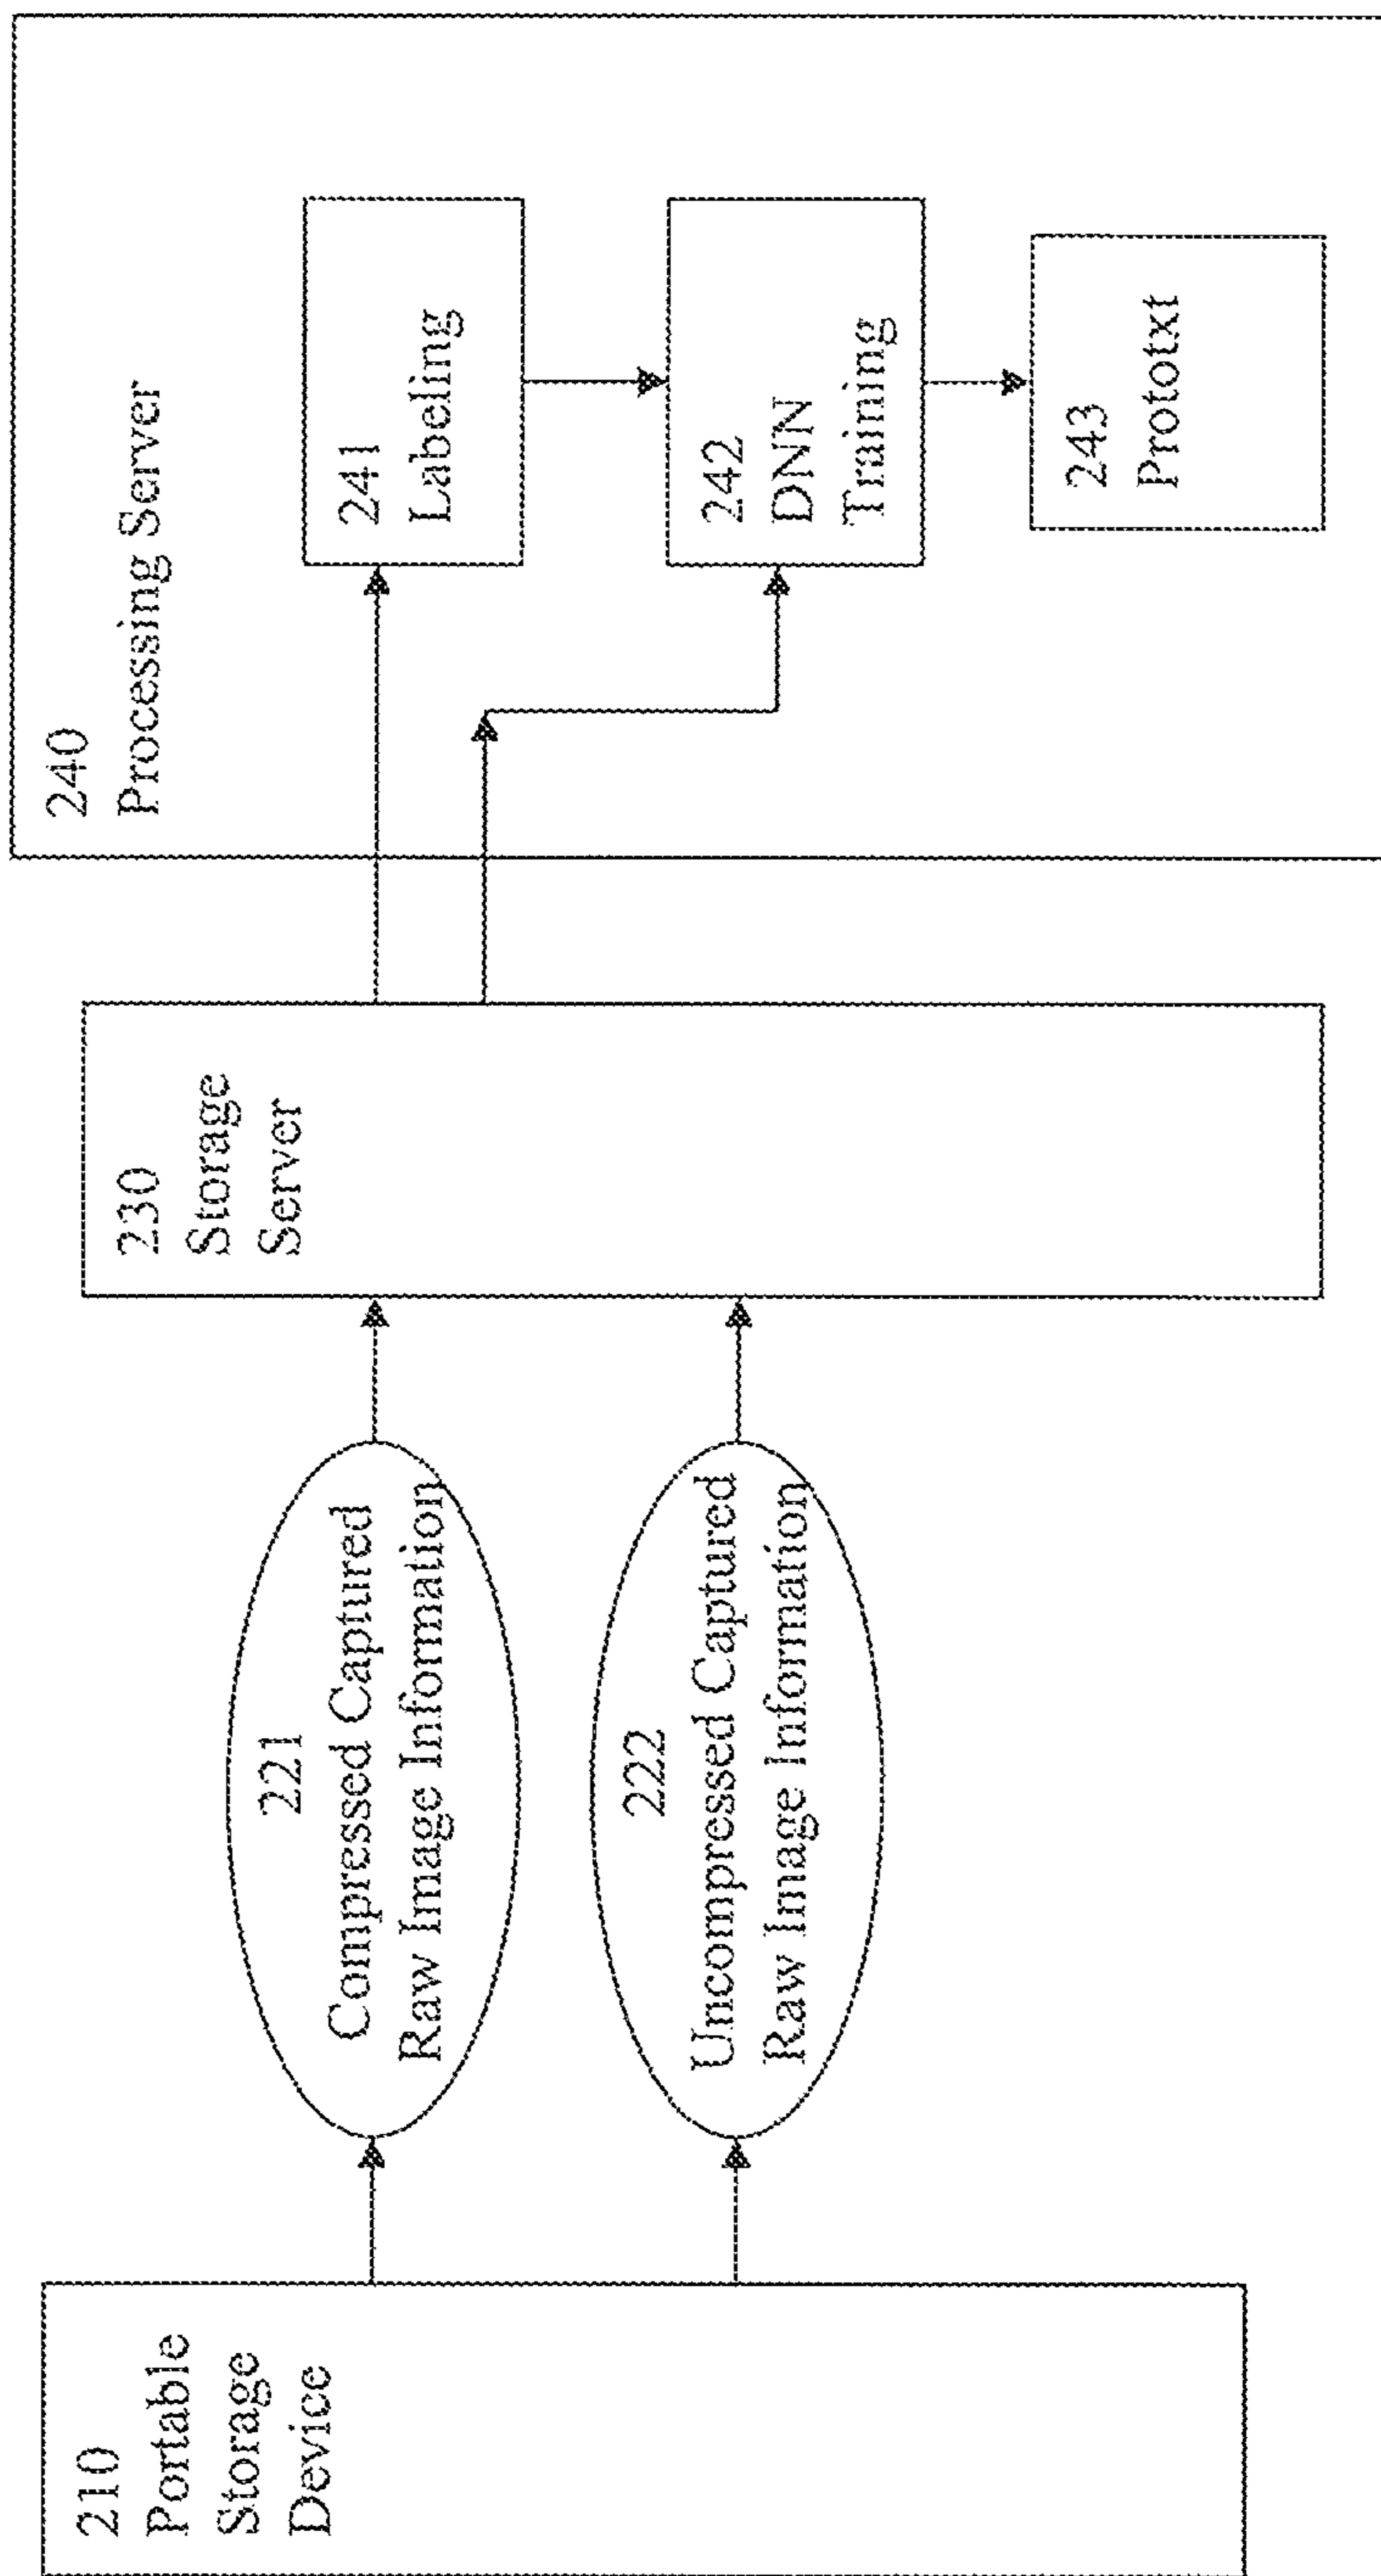 210
Portable
Storage
Device
221
Compressed Captured
Raw Image Information
222
Uncompressed Captured
Raw Image Information
230
Storage
Server
240
Processing Server
241
Labeling
242
DNN
Training
243
Prototxt